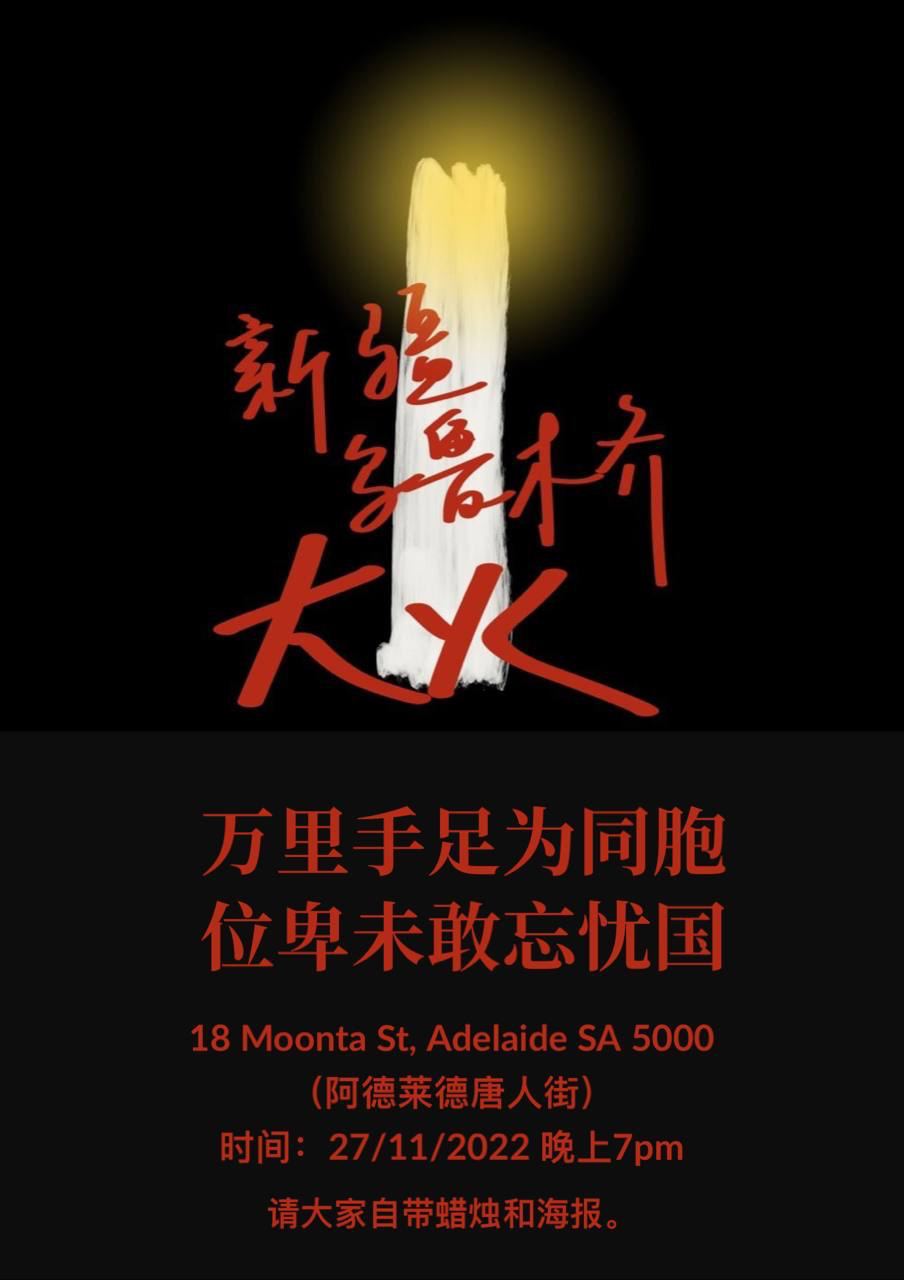 新疆
乌鲁木齐
大火
万里手足为同胞
位卑未敢忘忧国
18 Moonta St, Adelaide SA 5000
（阿德莱德唐人街）
时间：27/11/2022 晚上7pm
请大家自带蜡烛和海报。